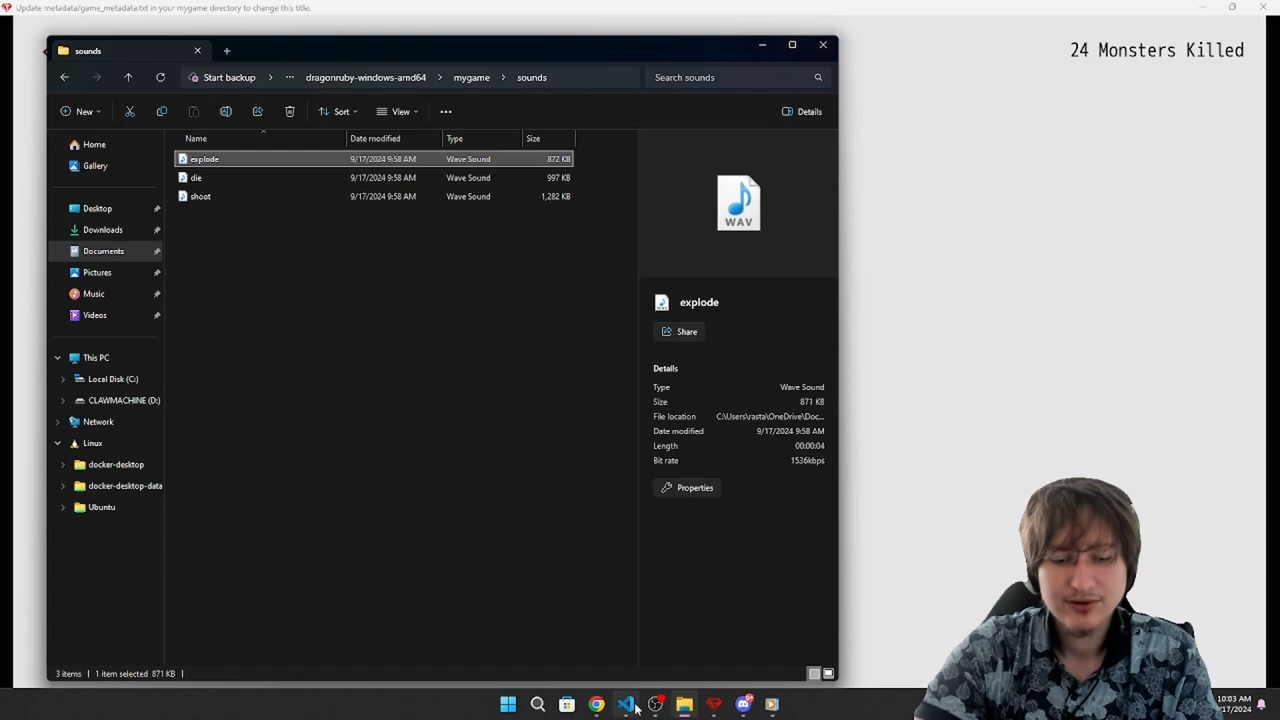 Update metadata/game_metadata.txt in your mygame directory to change this title.
24 Monsters Killed
sounds
Start backup > ... dragonruby-windows-amd64 > mygame > sounds
Search sounds
New
Sort
View
Details
Name Date modified Type Size
explode 9/17/2024 9:58 AM Wave Sound 872 KB
die 9/17/2024 9:58 AM Wave Sound 997 KB
shoot 9/17/2024 9:58 AM Wave Sound 1,282 KB
Home
Gallery
Desktop
Downloads
Documents
Pictures
Music
Videos
This PC
Local Disk (C:)
CLAWMACHINE (D:)
Network
Linux
docker-desktop
docker-desktop-data
Ubuntu
WAV
explode
Share
Details
Type Wave Sound
Size 871 KB
File location C:\Users\rasta\OneDrive\Doc...
Date modified 9/17/2024 9:58 AM
Length 00:00:04
Bit rate 1536kbps
Properties
3 items 1 item selected 871 KB
10:03 AM
/17/2024